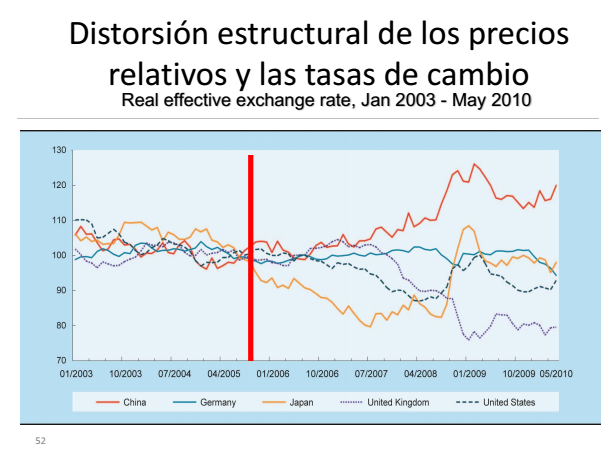 Distorsión estructural de los precios
relativos y las tasas de cambio
Real effective exchange rate, Jan 2003 - May 2010
130
120
110
100
90
80
70
01/2003 10/2003 07/2004 04/2005 01/2006 10/2006 07/2007 04/2008 01/2009 10/2009 05/2010
China Germany Japan United Kingdom United States
52